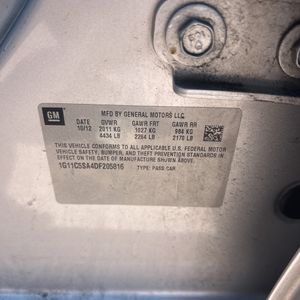 GM
MFD BY GENERAL MOTORS LLC
DATE GVWR GAWR FRT GAWR RR
10/12 2011 KG 1027 KG 984 KG
4434 LB 2264 LB 2170 LB
THIS VEHICLE CONFORMS TO ALL APPLICABLE U.S. FEDERAL MOTOR
VEHICLE SAFETY, BUMPER, AND THEFT PREVENTION STANDARDS IN
EFFECT ON THE DATE OF MANUFACTURE SHOWN ABOVE.
1G11C5SA4DF205816
TYPE: PASS CAR